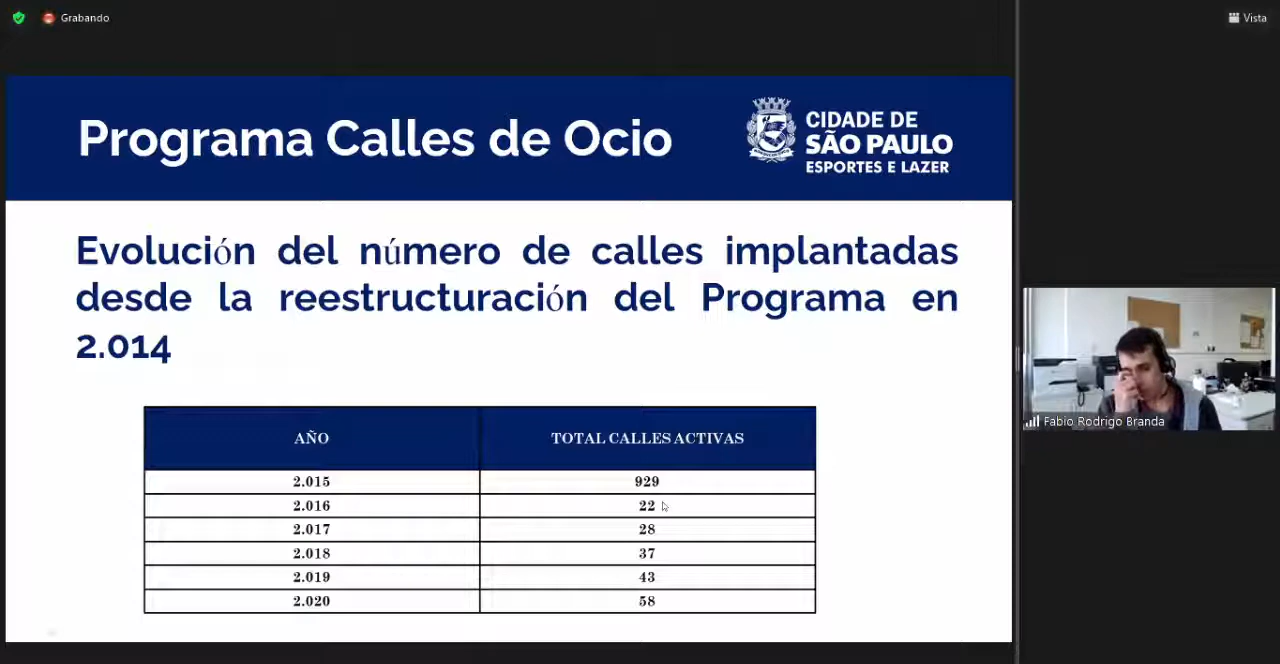 Grabando
Vista
Programa Calles de Ocio
CIDADE DE
SÃO PAULO
ESPORTES E LAZER
Evolución del número de calles implantadas
desde la reestructuración del Programa en
2.014
AÑO TOTAL CALLES ACTIVAS
2.015 929
2.016 22
2.017 28
2.018 37
2.019 43
2.020 58
Fabio Rodrigo Branda